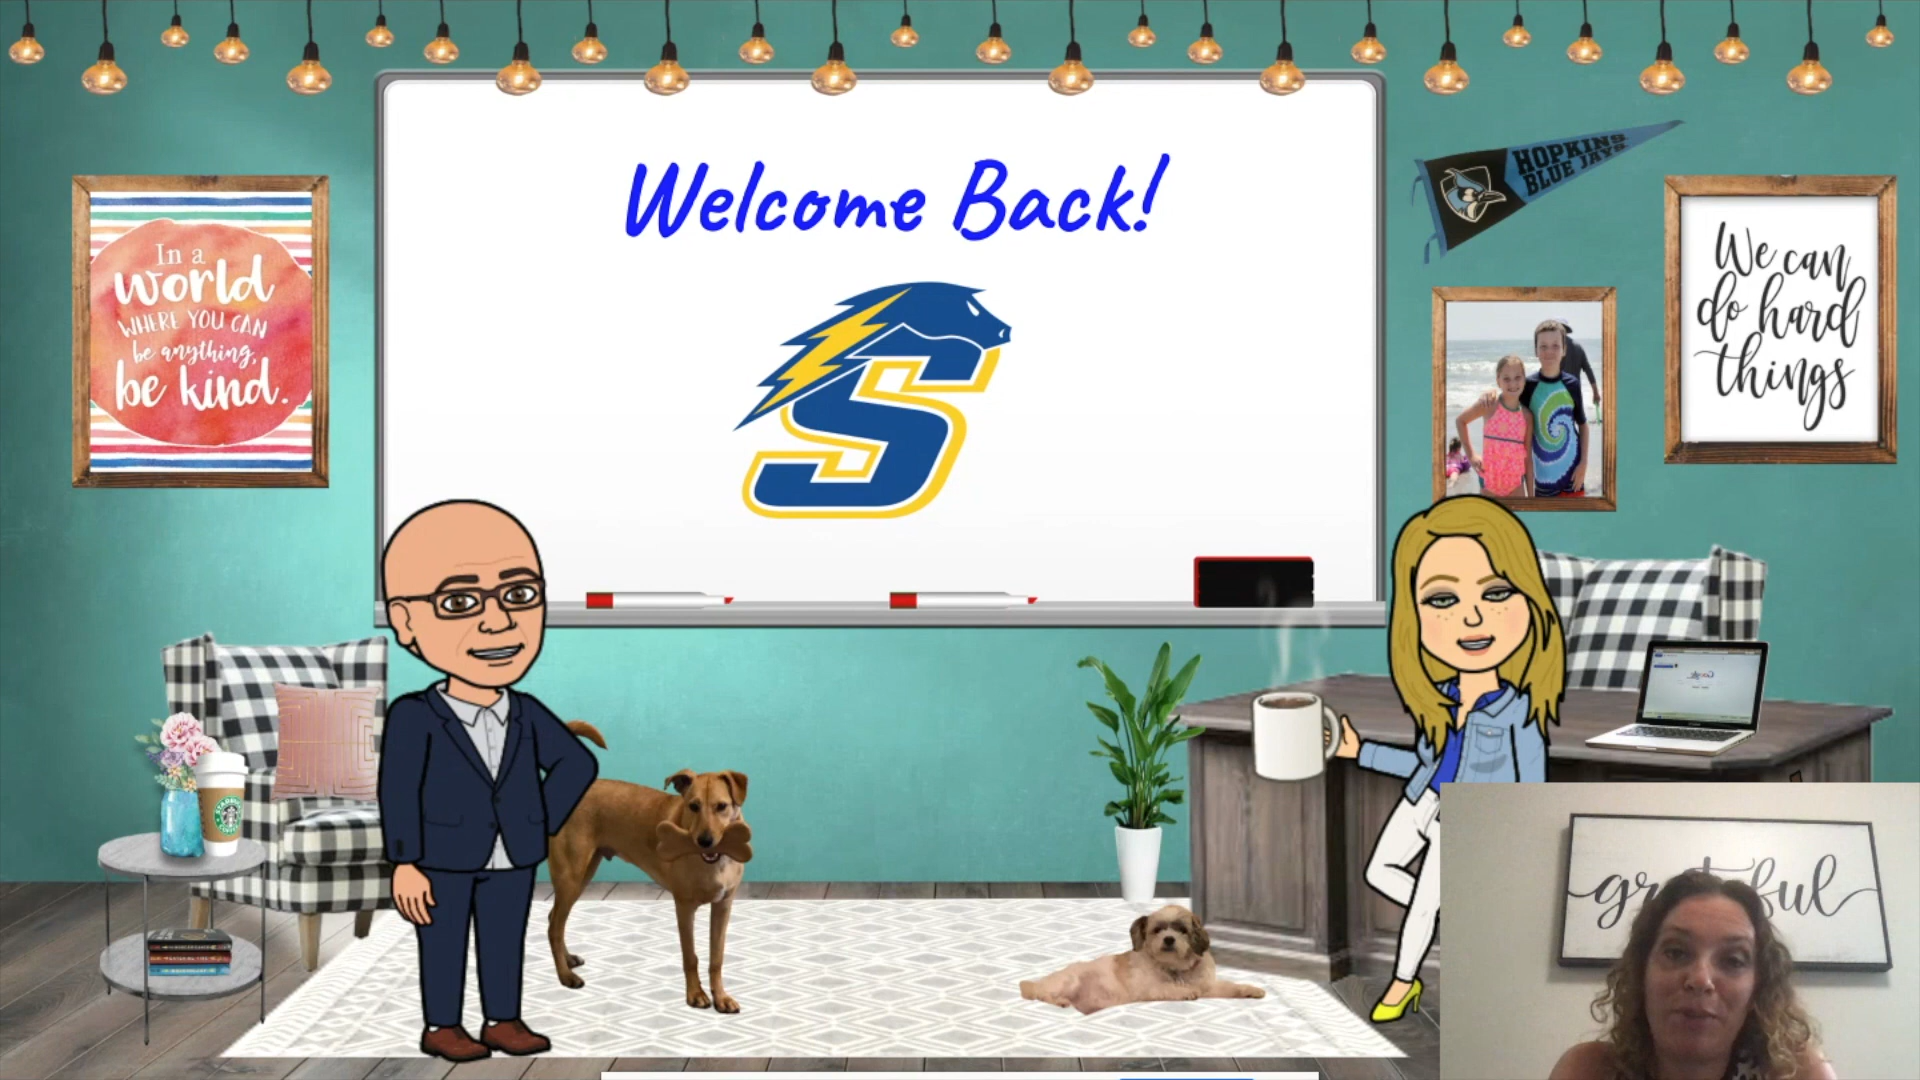 Welcome Back!
S
In a
world
WHERE YOU CAN
be anything,
be kind.
HOPKINS
BLUE JAYS
We can
do hard
things